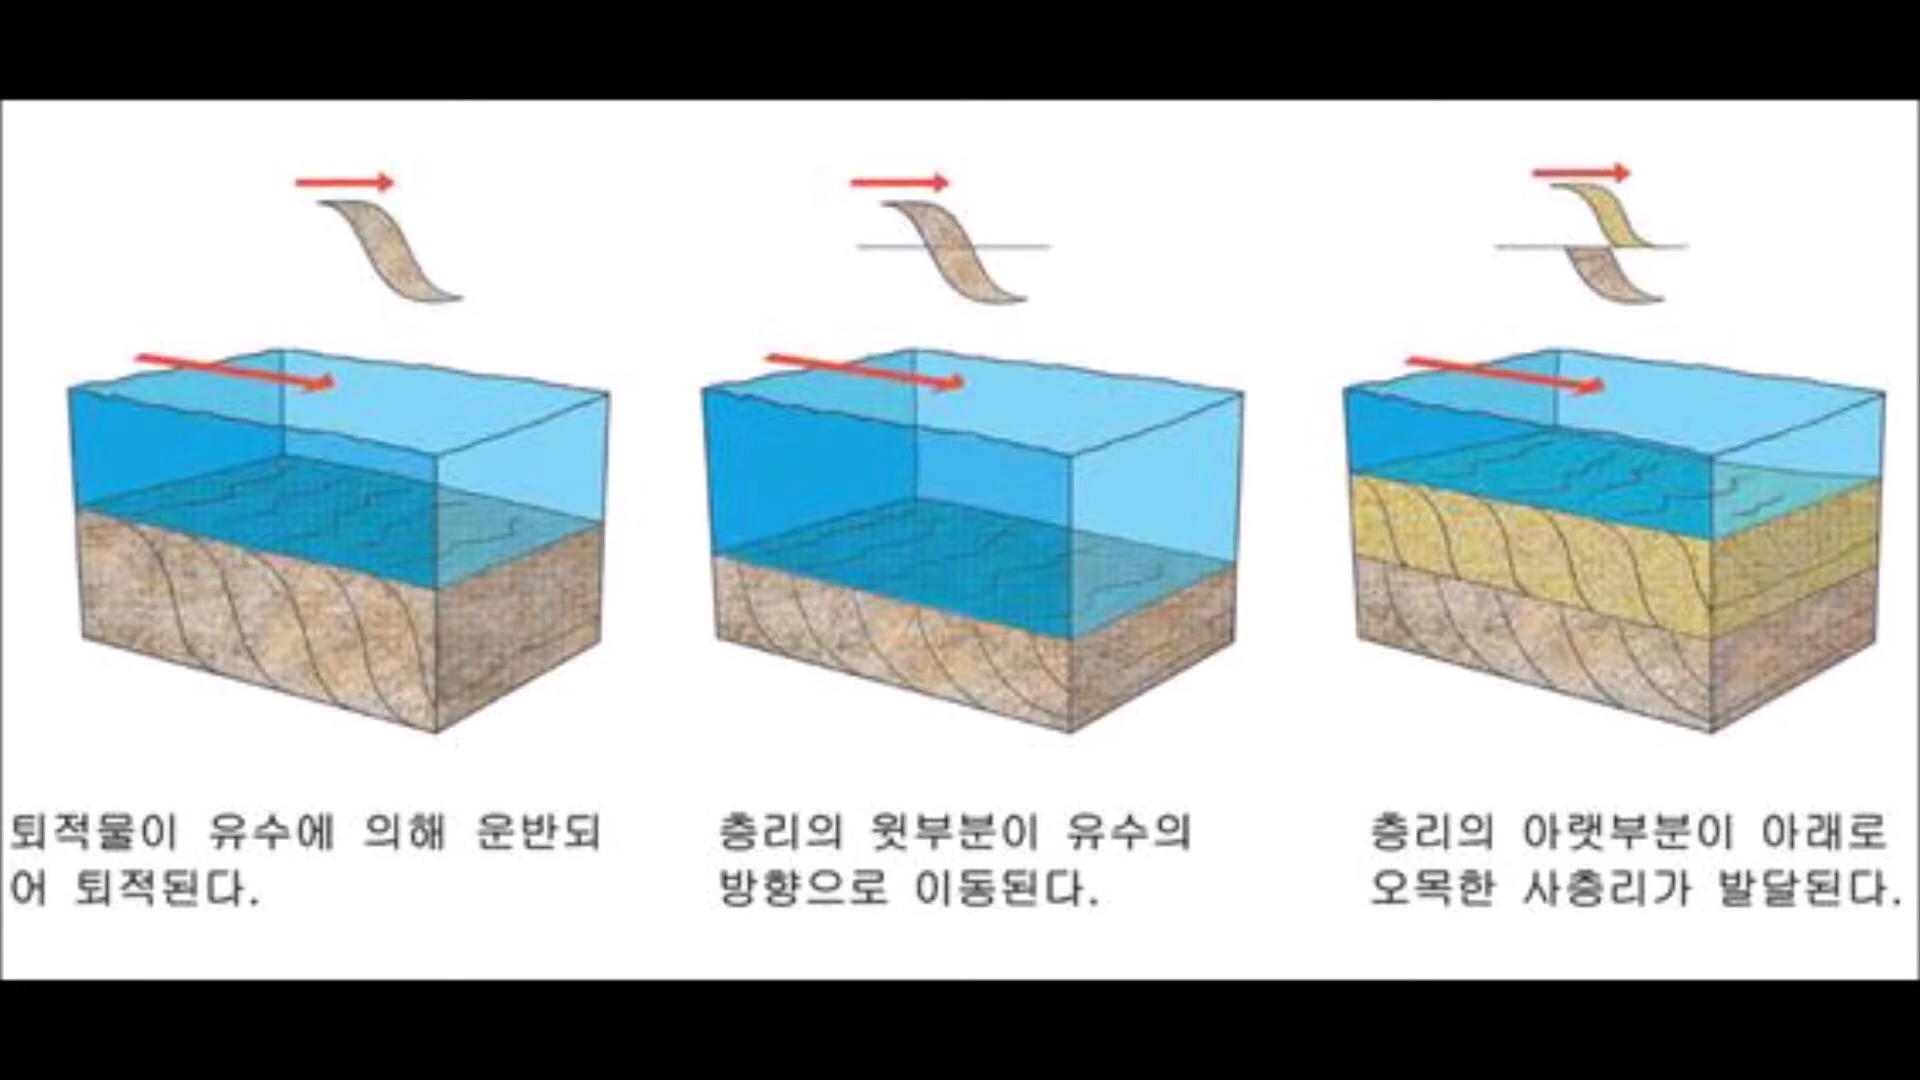 퇴적물이 유수에 의해 운반되
어 퇴적된다.
층리의 윗부분이 유수의
방향으로 이동된다.
층리의 아랫부분이 아래로
오목한 사층리가 발달된다.